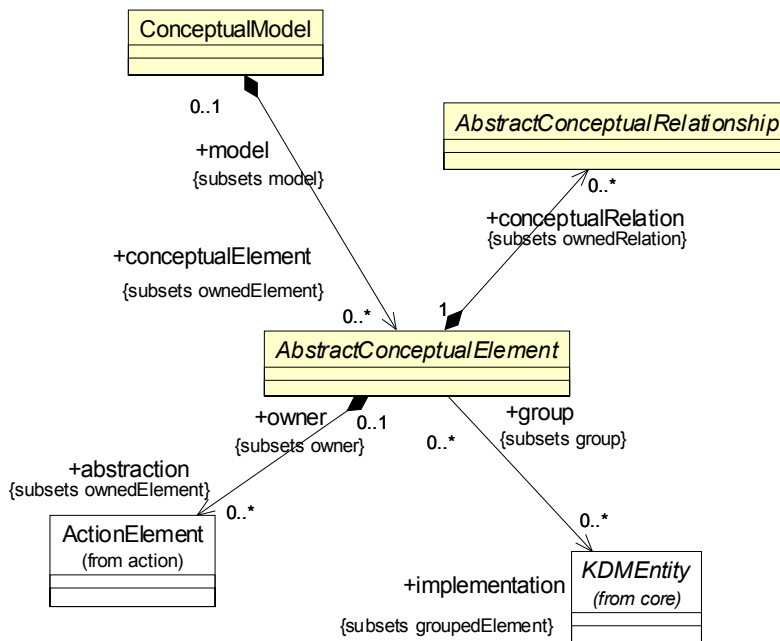 ConceptualModel
0..1
+model
{subsets model}
AbstractConceptualRelationship
0..*
+conceptualRelation
{subsets ownedRelation}
+conceptualElement
{subsets ownedElement}
0..*
1
AbstractConceptualElement
+owner
0..1
{subsets owner}
+group
0..*
{subsets group}
+abstraction
{subsets ownedElement}
0..*
0..*
ActionElement
(from action)
+implementation
{subsets groupedElement}
KDMEntity
(from core)